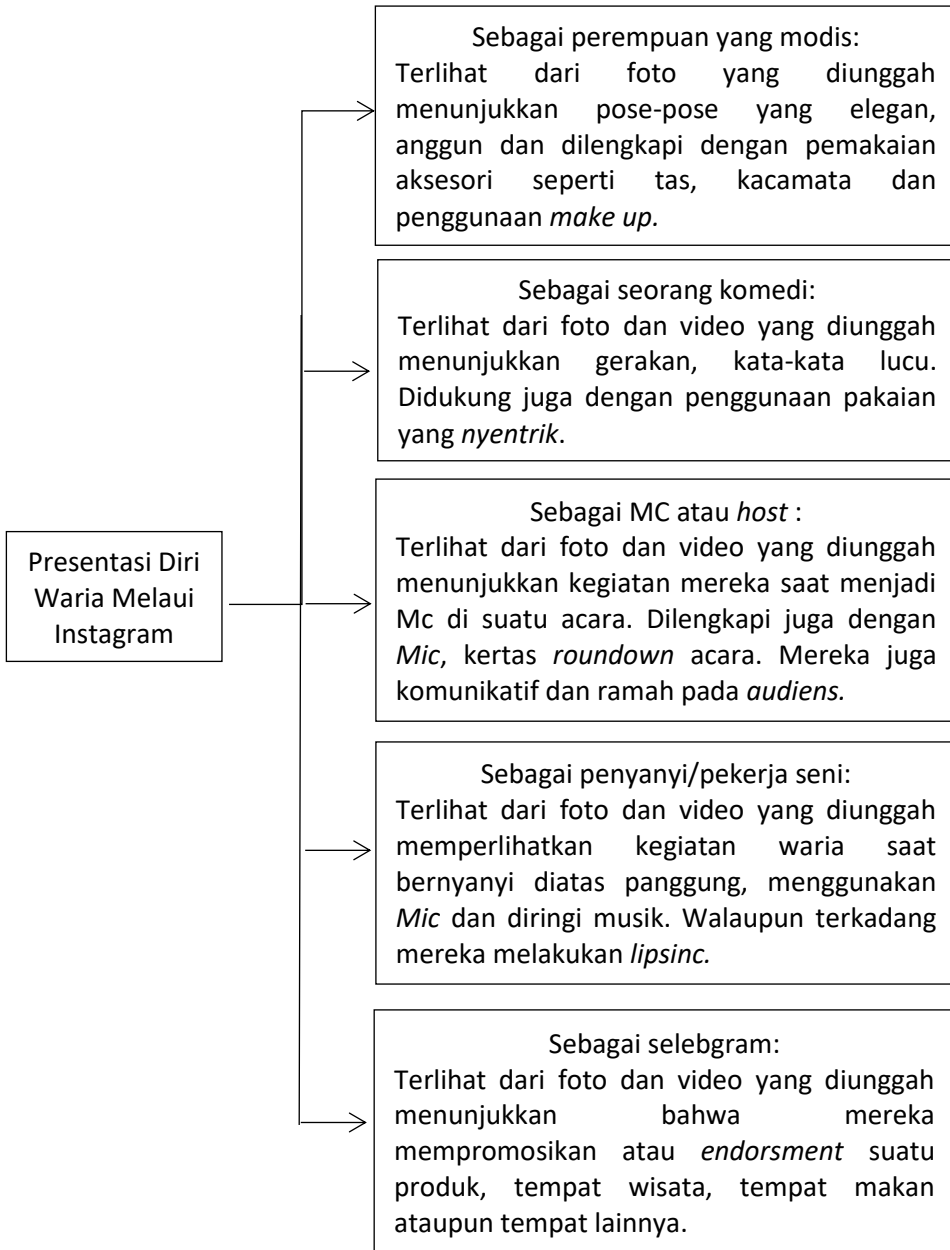 Presentasi Diri
Waria Melaui
Instagram
Sebagai perempuan yang modis:
Terlihat dari foto yang diunggah
menunjukkan pose-pose yang elegan,
anggun dan dilengkapi dengan pemakaian
aksesori seperti tas, kacamata dan
penggunaan make up.
Sebagai seorang komedi:
Terlihat dari foto dan video yang diunggah
menunjukkan gerakan, kata-kata lucu.
Didukung juga dengan penggunaan pakaian
yang nyentrik.
Sebagai MC atau host :
Terlihat dari foto dan video yang diunggah
menunjukkan kegiatan mereka saat menjadi
Mc di suatu acara. Dilengkapi juga dengan
Mic, kertas roundown acara. Mereka juga
komunikatif dan ramah pada audiens.
Sebagai penyanyi/pekerja seni:
Terlihat dari foto dan video yang diunggah
memperlihatkan kegiatan waria saat
bernyanyi diatas panggung, menggunakan
Mic dan diringi musik. Walaupun terkadang
mereka melakukan lipsinc.
Sebagai selebgram:
Terlihat dari foto dan video yang diunggah
menunjukkan bahwa mereka
mempromosikan atau endorsment suatu
produk, tempat wisata, tempat makan
ataupun tempat lainnya.